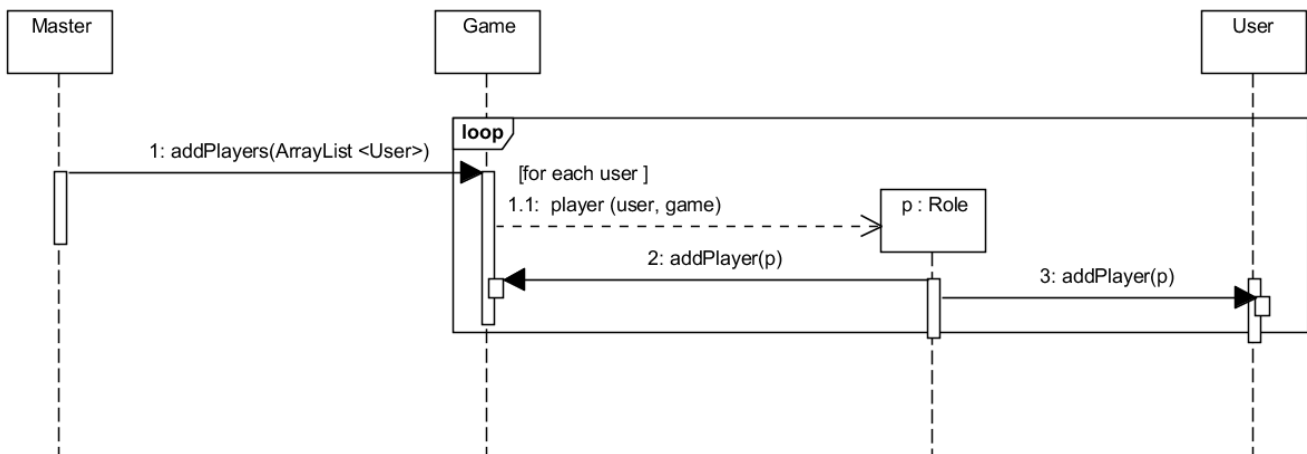 Master
Game
User
loop
1: addPlayers(ArrayList <User>)
[for each user ]
1.1:  player (user, game)
p : Role
2: addPlayer(p)
3: addPlayer(p)